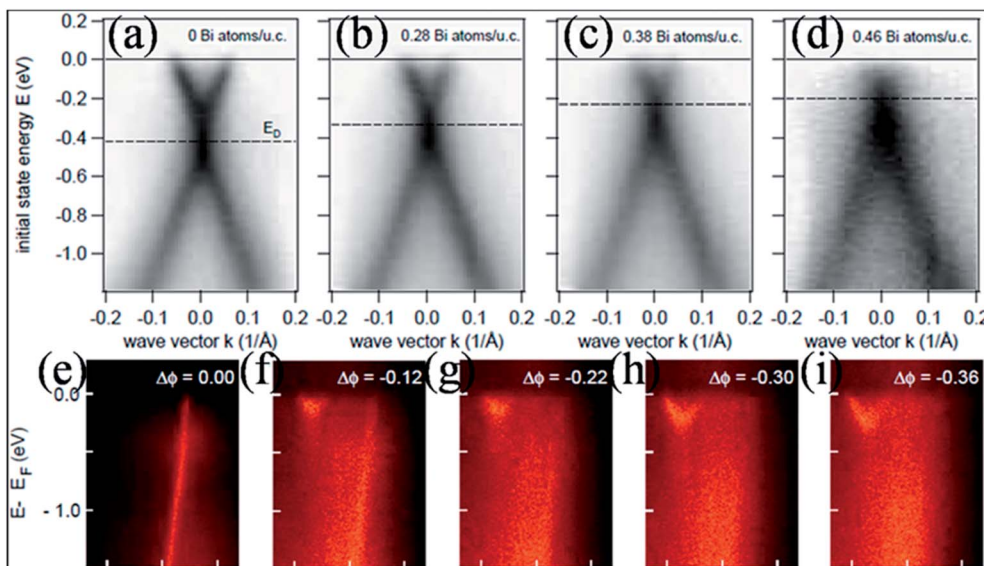 (a) 0 Bi atoms/u.c.
(b) 0.28 Bi atoms/u.c.
(c) 0.38 Bi atoms/u.c.
(d) 0.46 Bi atoms/u.c.
initial state energy E (eV)
0.2
0.0
-0.2
-0.4
-0.6
-0.8
-1.0
E_D
-0.2 -0.1 0.0 0.1 0.2
-0.2 -0.1 0.0 0.1 0.2
-0.2 -0.1 0.0 0.1 0.2
-0.2 -0.1 0.0 0.1 0.2
wave vector k (1/Å)
wave vector k (1/Å)
wave vector k (1/Å)
wave vector k (1/Å)
(e) Δϕ = 0.00
(f) Δϕ = -0.12
(g) Δϕ = -0.22
(h) Δϕ = -0.30
(i) Δϕ = -0.36
E- E_F (eV)
0.0
- 1.0